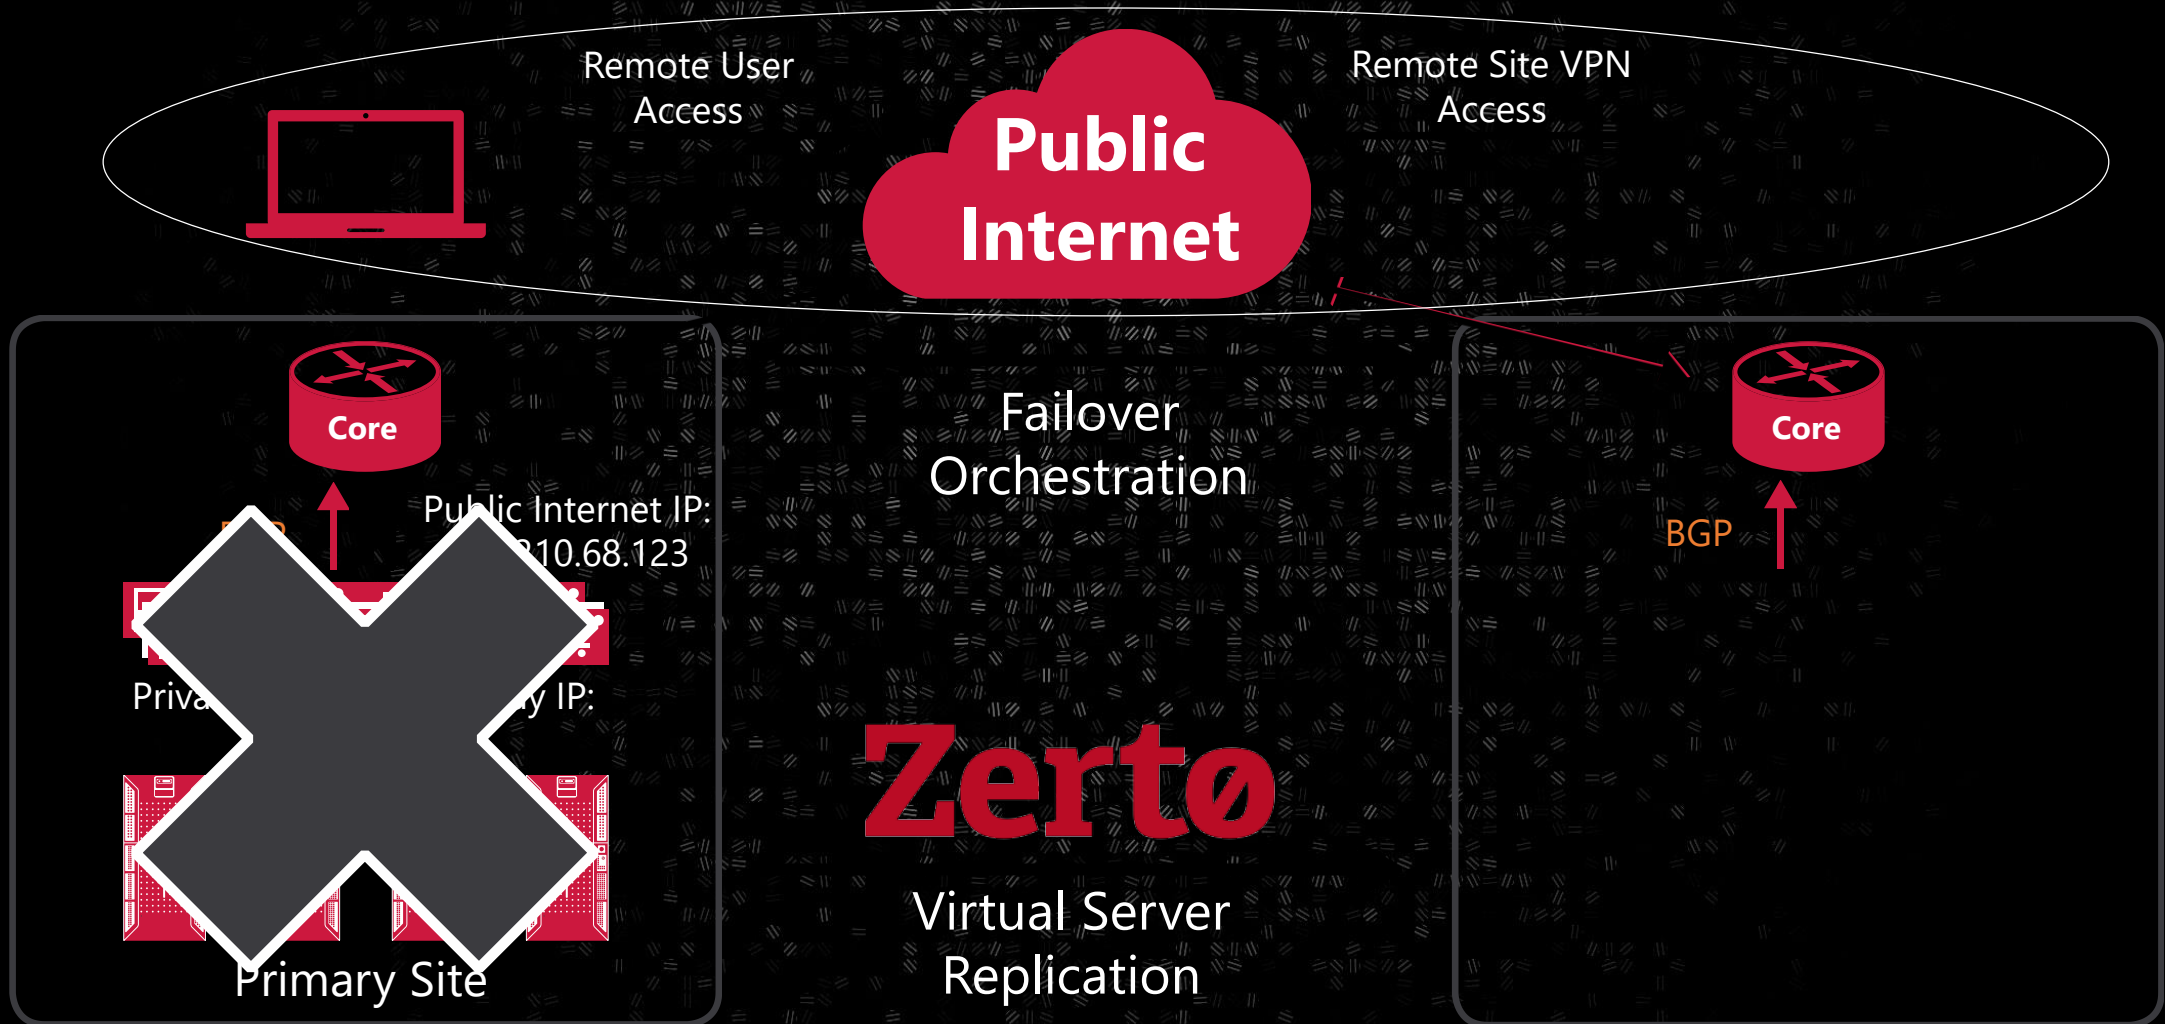 Remote User
Access
Public
Internet
Remote Site VPN
Access
Core
Public Internet IP:
10.68.123
IP:
Primary Site
Failover
Orchestration
Zerto
Virtual Server
Replication
Core
BGP